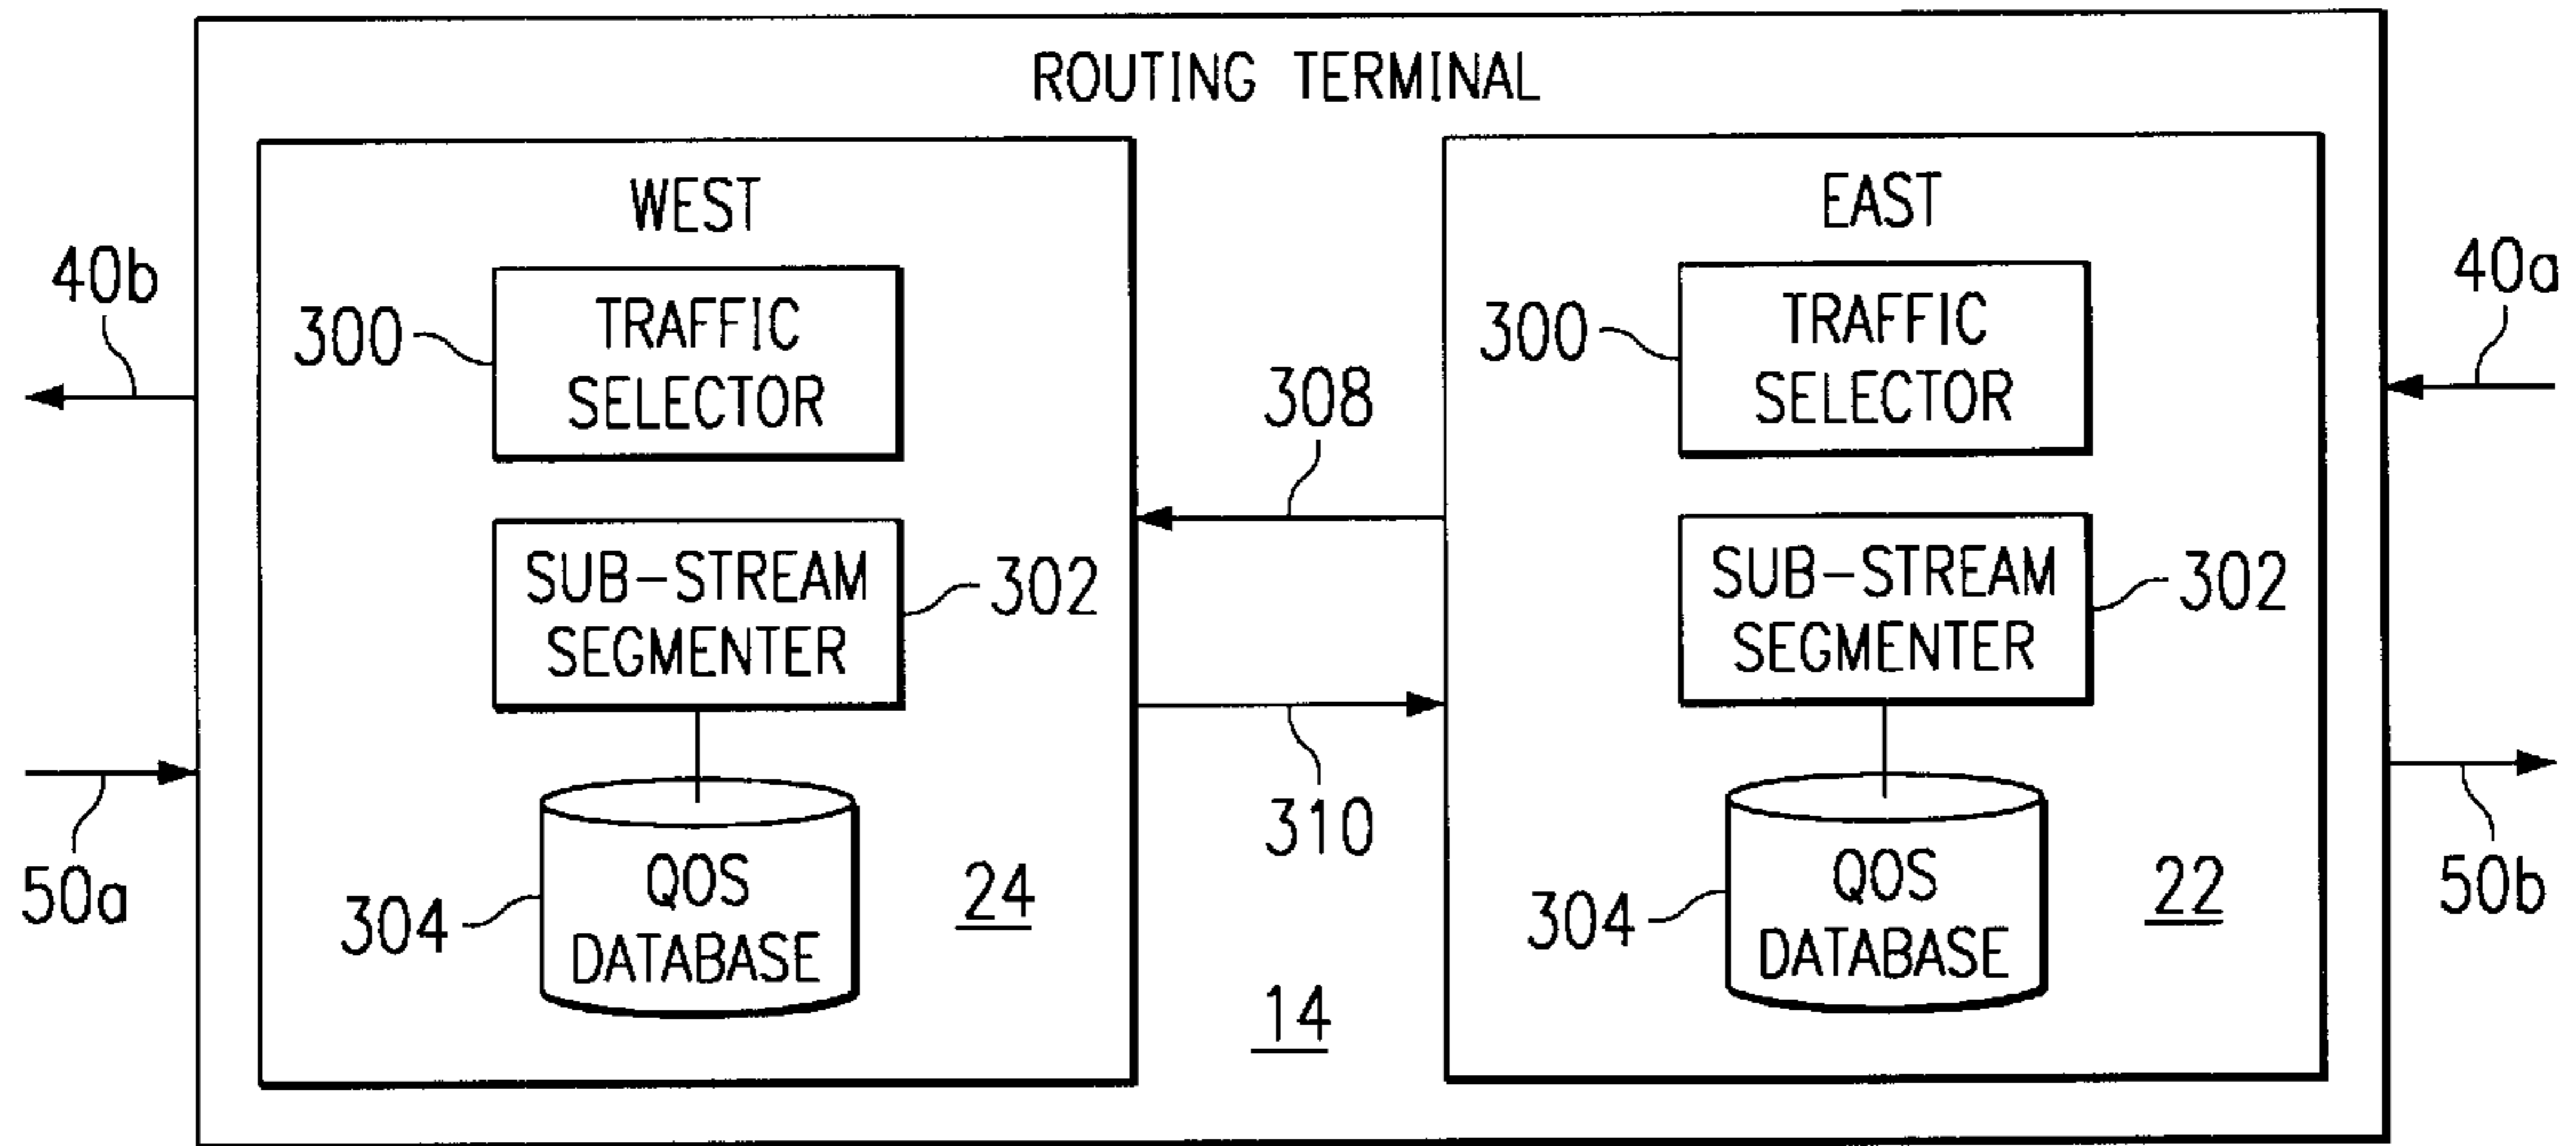 ROUTING TERMINAL
WEST
EAST
40b
40a
300
TRAFFIC
SELECTOR
300
TRAFFIC
SELECTOR
308
SUB-STREAM
SEGMENTER
302
SUB-STREAM
SEGMENTER
302
310
50a
50b
304
QOS
DATABASE
24
304
QOS
DATABASE
22
14